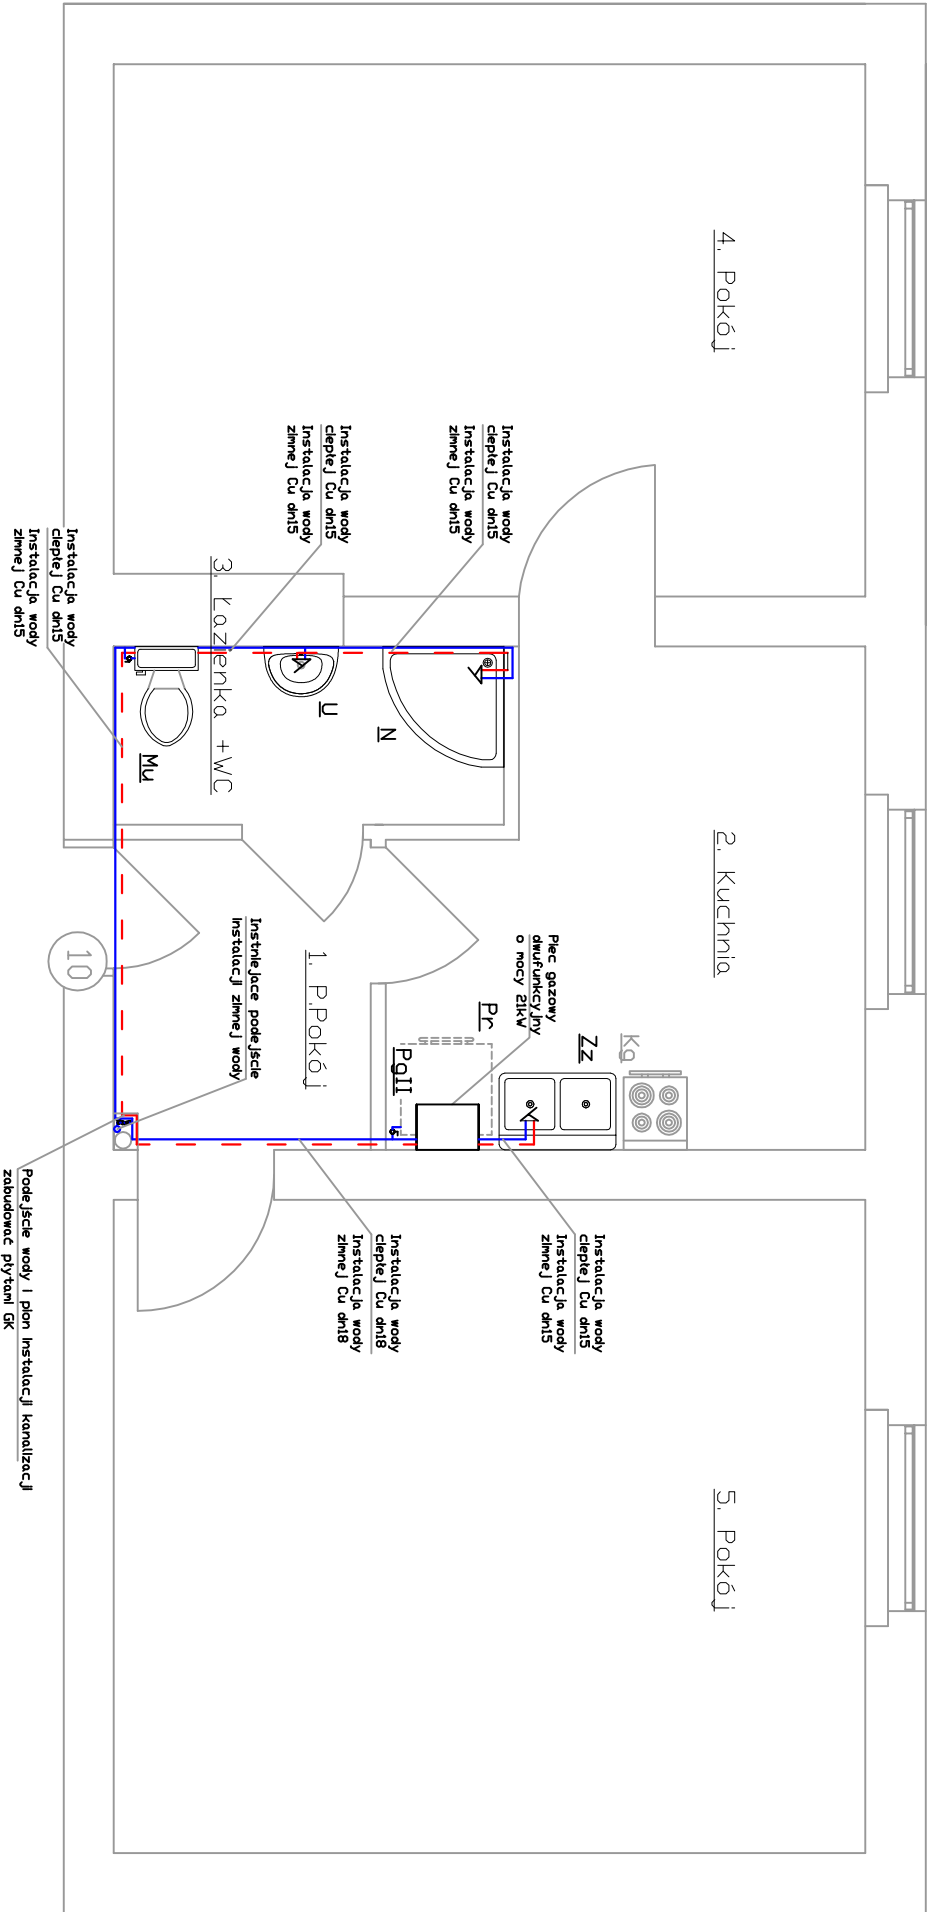 4. Pokój
Instalacja wody
ciepłej Cu dn15
Instalacja wody
zimnej Cu dn15
Instalacja wody
ciepłej Cu dn15
Instalacja wody
zimnej Cu dn15
Instalacja wody
ciepłej Cu dn15
Instalacja wody
zimnej Cu dn15
3. Łazienka +WC
U
N
Mu
2. Kuchnia
Piec gazowy
dwufunkcyjny
o mocy 21kW
Instniejace podejście
instalacji zimnej wody
1. P.Pokój
10
Pr
PgII
Zz
Kg
Instalacja wody
ciepłej Cu dn15
Instalacja wody
zimnej Cu dn15
Instalacja wody
ciepłej Cu dn18
Instalacja wody
zimnej Cu dn18
Podejście wody i pion instalacji kanalizacji
zabudować płytami GK
5. Pokój